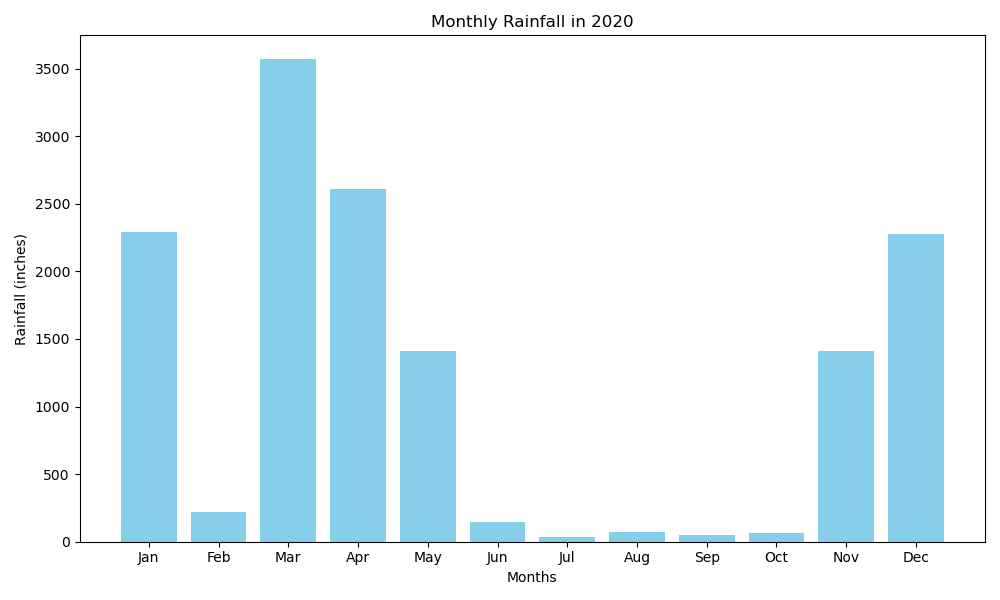 Monthly Rainfall in 2020
Rainfall (inches)
3500
3000
2500
2000
1500
1000
500
0
Jan Feb Mar Apr May Jun Jul Aug Sep Oct Nov Dec
Months